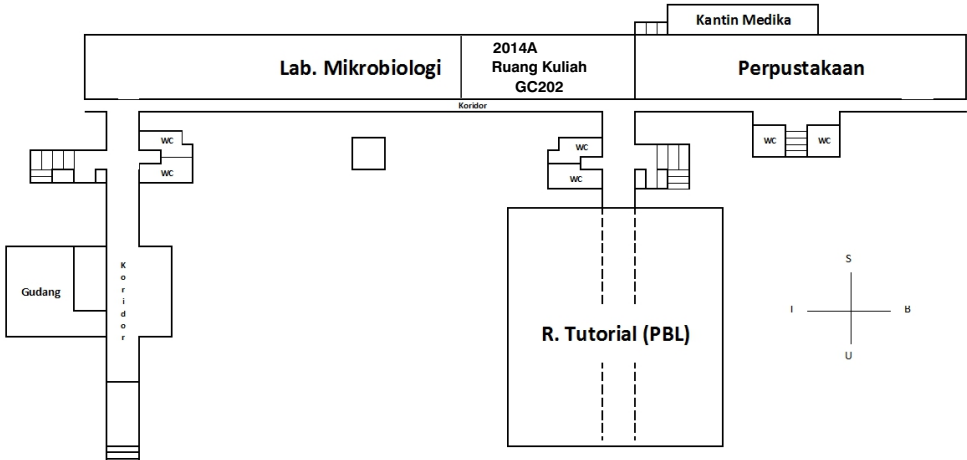 Kantin Medika
Lab. Mikrobiologi
2014A
Ruang Kuliah
GC202
Perpustakaan
Koridor
WC
WC
WC
WC
WC
WC
Gudang
Koridor
R. Tutorial (PBL)
S
I
B
U